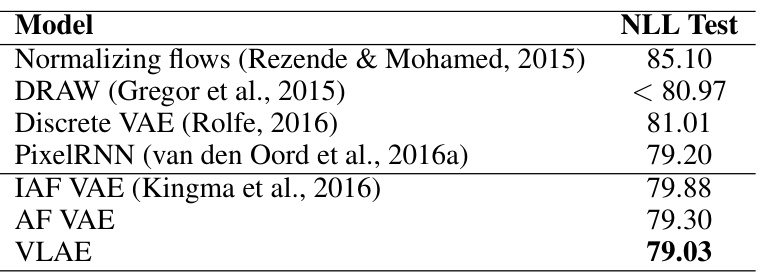 Model NLL Test
Normalizing flows (Rezende & Mohamed, 2015) 85.10
DRAW (Gregor et al., 2015) < 80.97
Discrete VAE (Rolfe, 2016) 81.01
PixelRNN (van den Oord et al., 2016a) 79.20
IAF VAE (Kingma et al., 2016) 79.88
AF VAE 79.30
VLAE 79.03